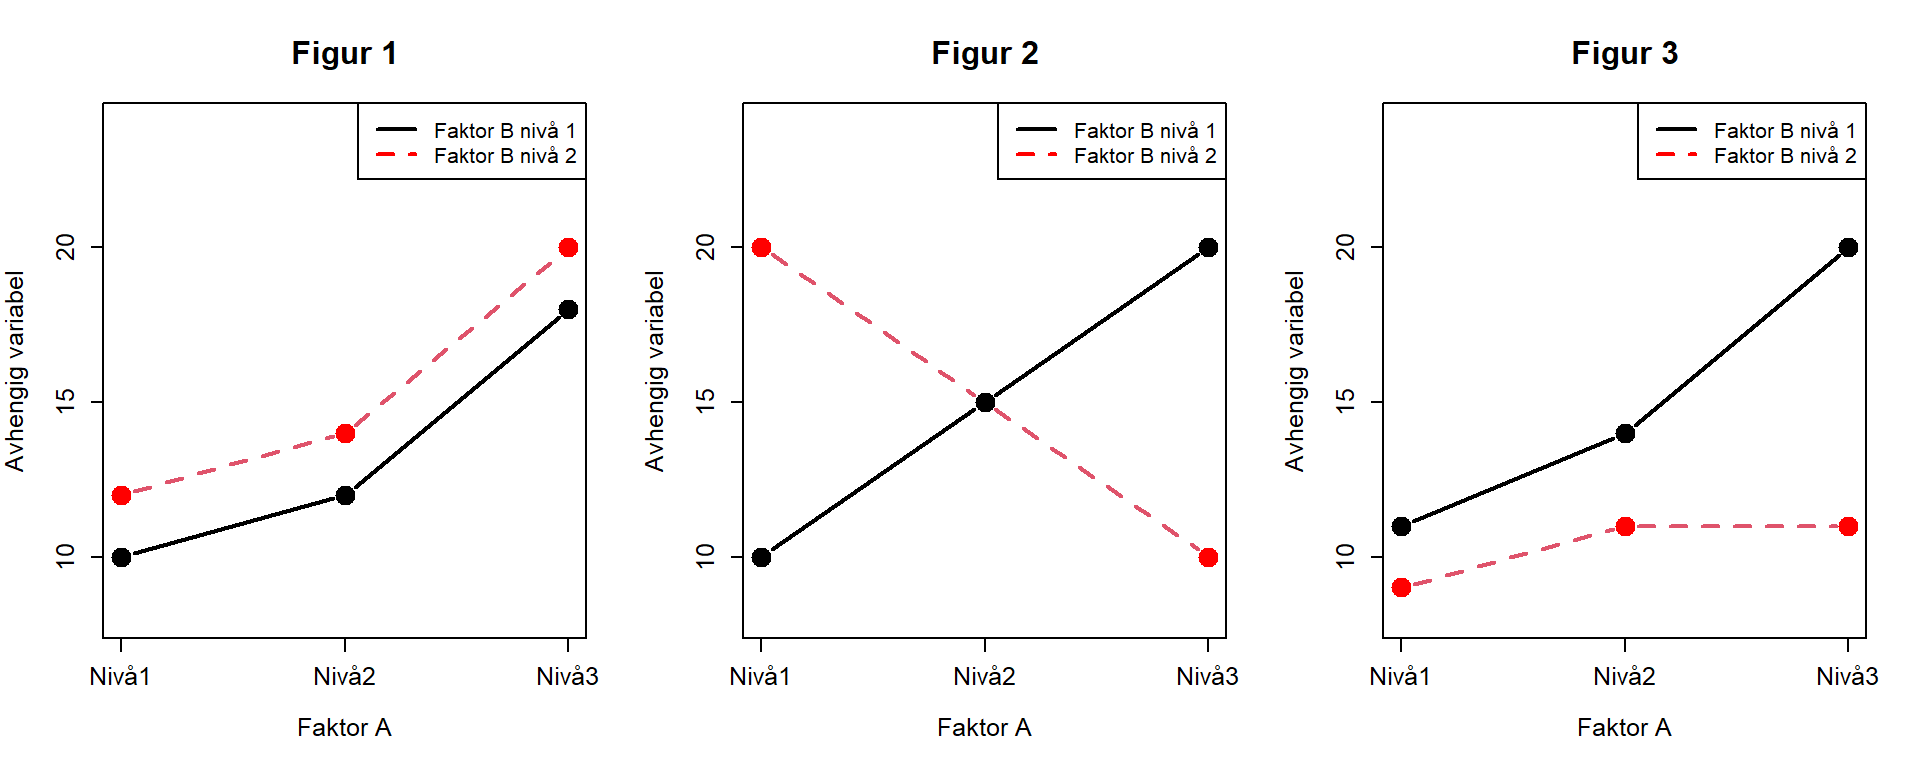 Figur 1
Faktor B nivå 1
Faktor B nivå 2
Avhengig variabel
20
15
10
Nivå1 Nivå2 Nivå3
Faktor A
Figur 2
Faktor B nivå 1
Faktor B nivå 2
Avhengig variabel
20
15
10
Nivå1 Nivå2 Nivå3
Faktor A
Figur 3
Faktor B nivå 1
Faktor B nivå 2
Avhengig variabel
20
15
10
Nivå1 Nivå2 Nivå3
Faktor A